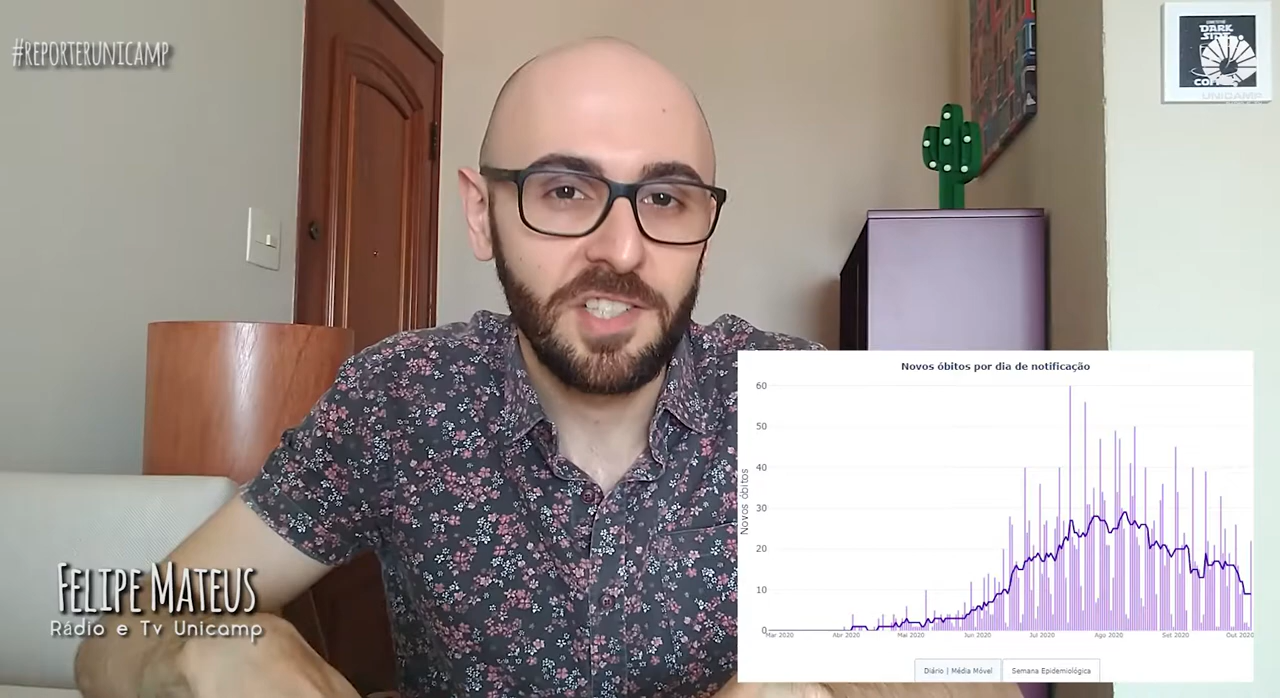 #REPORTERUNICAMP
DARK
SIDE
UNICAMP
Novos óbitos por dia de notificação
60
50
40
30
20
10
0
Novos óbitos
Mar 2020
Abr 2020
Mai 2020
Jun 2020
Jul 2020
Ago 2020
Set 2020
Out 2020
Diário | Média Móvel
Semana Epidemiológica
FELIPE MATEUS
Rádio e Tv Unicamp